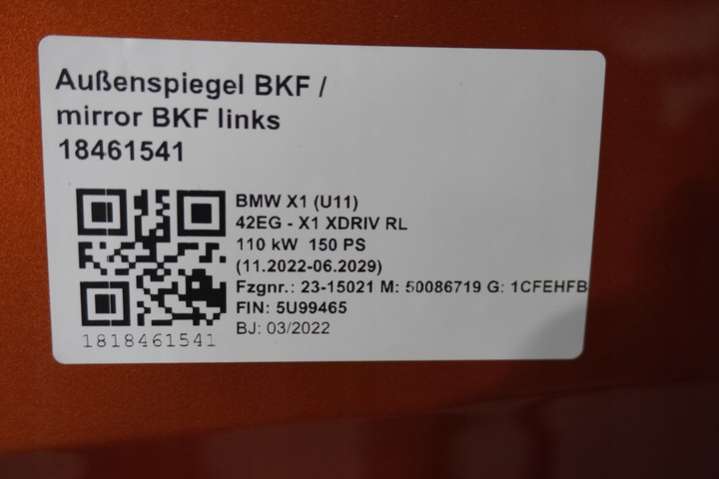 Außenspiegel BKF /
mirror BKF links
18461541
BMW X1 (U11)
42EG - X1 XDRIV RL
110 kW 150 PS
(11.2022-06.2029)
Fzgnr.: 23-15021 M: 50086719 G: 1CFEHFB
FIN: 5U99465
BJ: 03/2022
1818461541